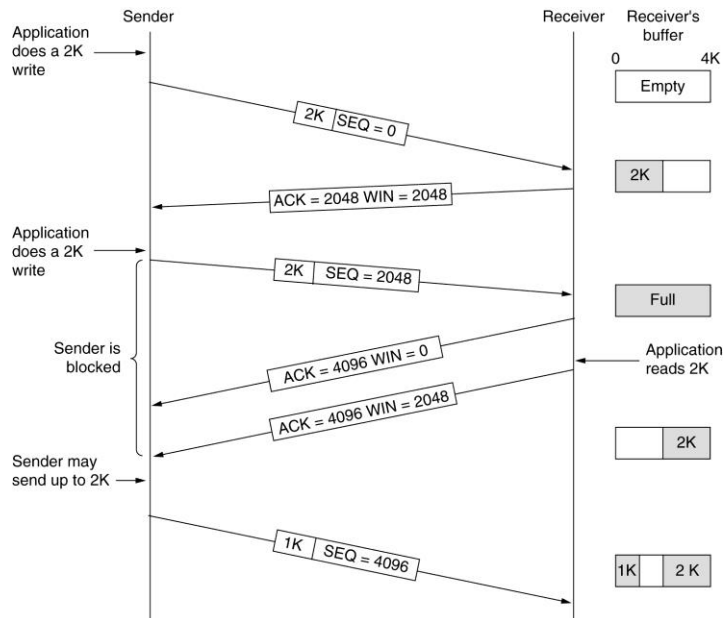 Sender
Receiver
Receiver's
buffer
Application
does a 2K
write
0 4K
Empty
2K SEQ = 0
2K
ACK = 2048 WIN = 2048
Application
does a 2K
write
2K SEQ = 2048
Full
Sender is
blocked
ACK = 4096 WIN = 0
Application
reads 2K
ACK = 4096 WIN = 2048
2K
Sender may
send up to 2K
1K SEQ = 4096
1K 2 K